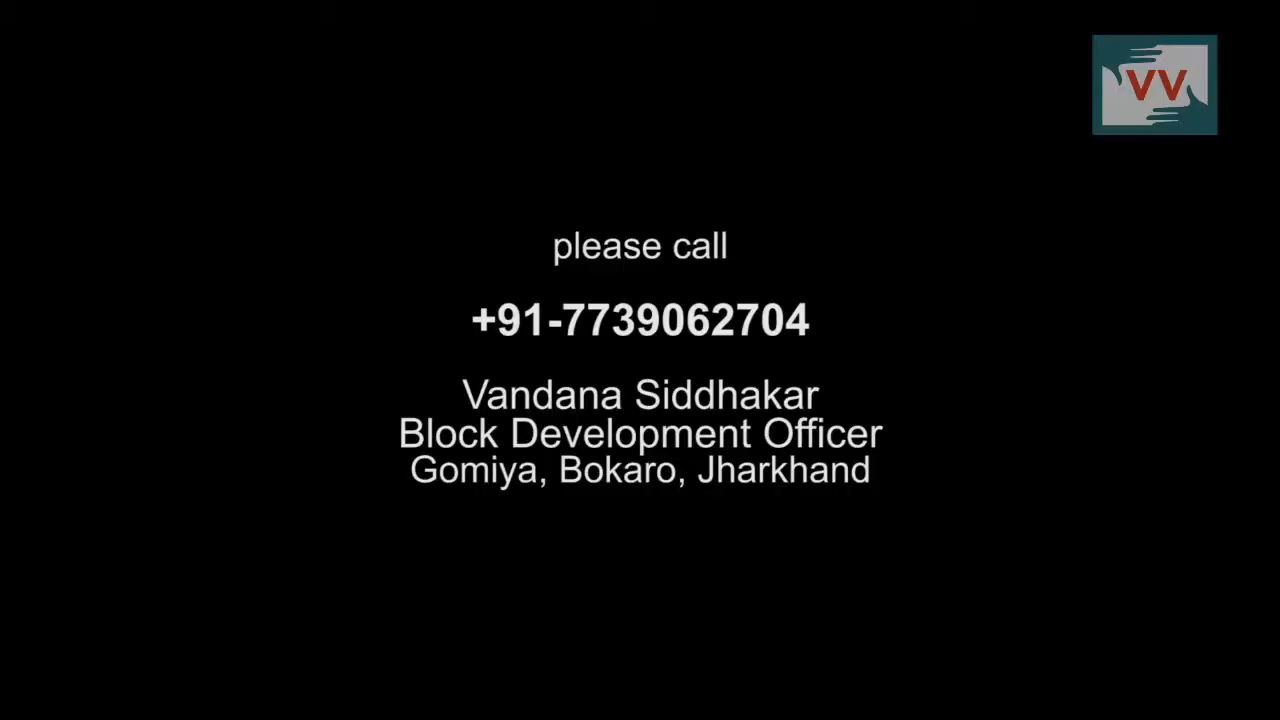 VV
please call
+91-7739062704
Vandana Siddhakar
Block Development Officer
Gomiya, Bokaro, Jharkhand